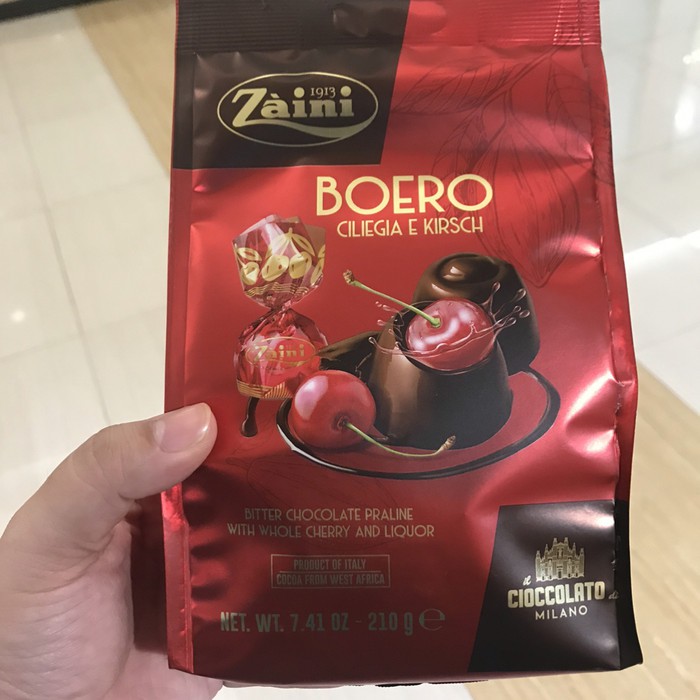 1913
Zàini
BOERO
CILIEGIA E KIRSCH
Zàini
BITTER CHOCOLATE PRALINE
WITH WHOLE CHERRY AND LIQUOR
PRODUCT OF ITALY
COCOA FROM WEST AFRICA
NET. WT. 7.41 OZ - 210 g ℮
il
CIOCCOLATO
MILANO